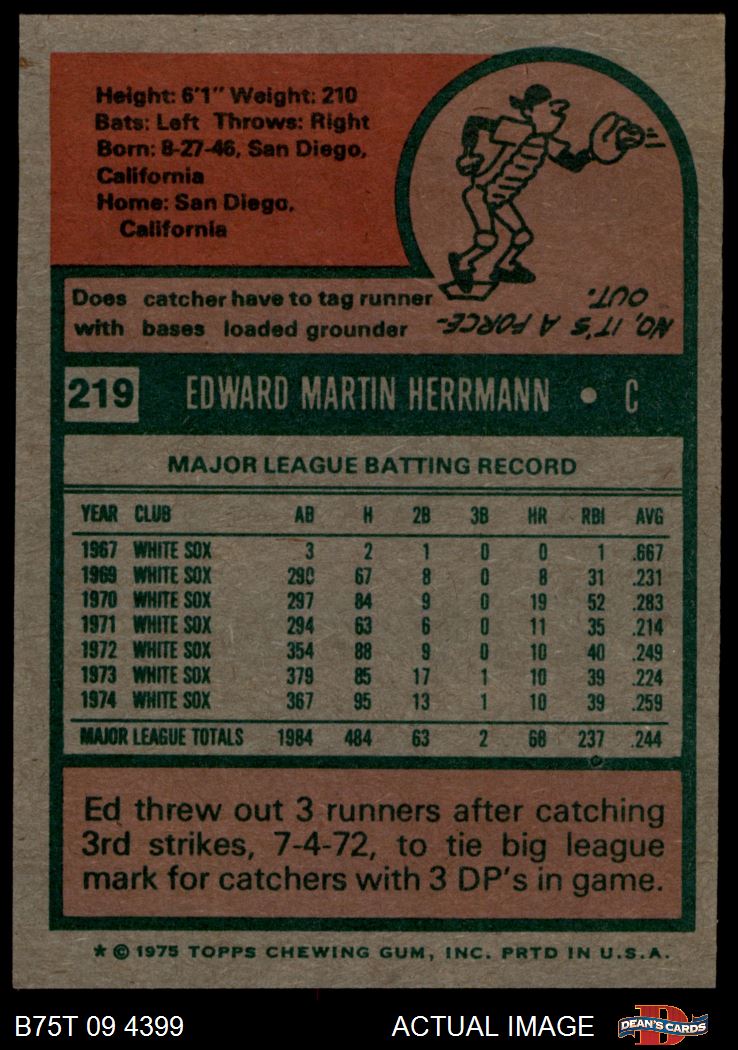 Height: 6'1" Weight: 210
Bats: Left Throws: Right
Born: 8-27-46, San Diego,
California
Home: San Diego,
California
Does catcher have to tag runner
with bases loaded grounder
NO, IT'S A FORCE-
OUT.
219 EDWARD MARTIN HERRMANN • C
MAJOR LEAGUE BATTING RECORD
YEAR CLUB AB H 2B 3B HR RBI AVG
1967 WHITE SOX 3 2 1 0 0 1 .667
1969 WHITE SOX 290 67 8 0 8 31 .231
1970 WHITE SOX 297 84 9 0 19 52 .283
1971 WHITE SOX 294 63 6 0 11 35 .214
1972 WHITE SOX 354 88 9 0 10 40 .249
1973 WHITE SOX 379 85 17 1 10 39 .224
1974 WHITE SOX 367 95 13 1 10 39 .259
MAJOR LEAGUE TOTALS 1984 484 63 2 68 237 .244
Ed threw out 3 runners after catching
3rd strikes, 7-4-72, to tie big league
mark for catchers with 3 DP's in game.
* © 1975 TOPPS CHEWING GUM, INC. PRTD IN U.S.A.
B75T 09 4399 ACTUAL IMAGE D DEAN'S CARDS